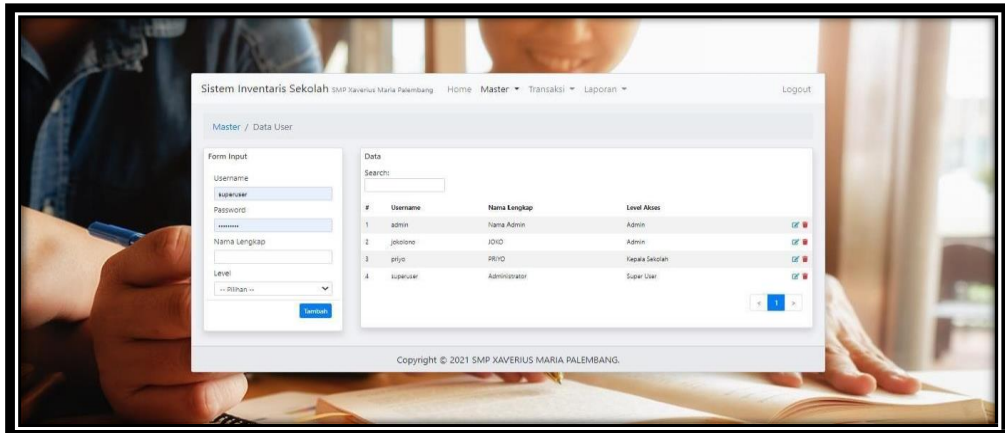 Sistem Inventaris Sekolah SMP Xaverius Maria Palembang Home Master Transaksi Laporan Logout
Master / Data User
Form Input
Username
superuser
Password
Nama Lengkap
Level
-- Pilihan --
Tambah
Data
Search:
# Username Nama Lengkap Level Akses
1 admin Nama Admin Admin
2 jokolono JOKO Admin
3 priyo PRIYO Kepala Sekolah
4 superuser Administrator Super User
« 1 »
Copyright © 2021 SMP XAVERIUS MARIA PALEMBANG.